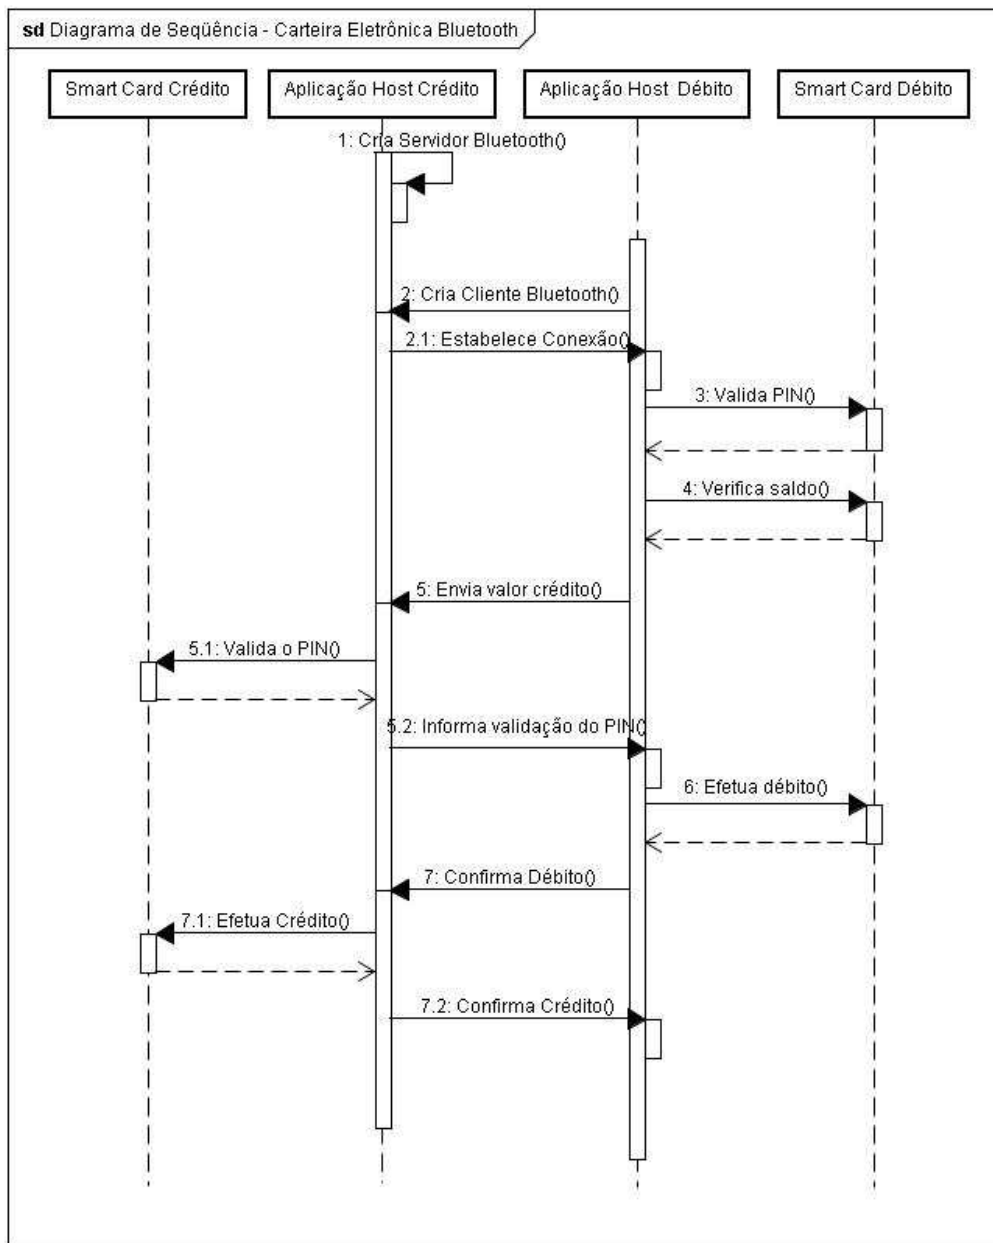 sd Diagrama de Seqüência - Carteira Eletrônica Bluetooth
Smart Card Crédito
Aplicação Host Crédito
Aplicação Host Débito
Smart Card Débito
1: Cria Servidor Bluetooth()
2: Cria Cliente Bluetooth()
2.1: Estabelece Conexão()
3: Valida PIN()
4: Verifica saldo()
5: Envia valor crédito()
5.1: Valida o PIN()
5.2: Informa validação do PIN()
6: Efetua débito()
7: Confirma Débito()
7.1: Efetua Crédito()
7.2: Confirma Crédito()